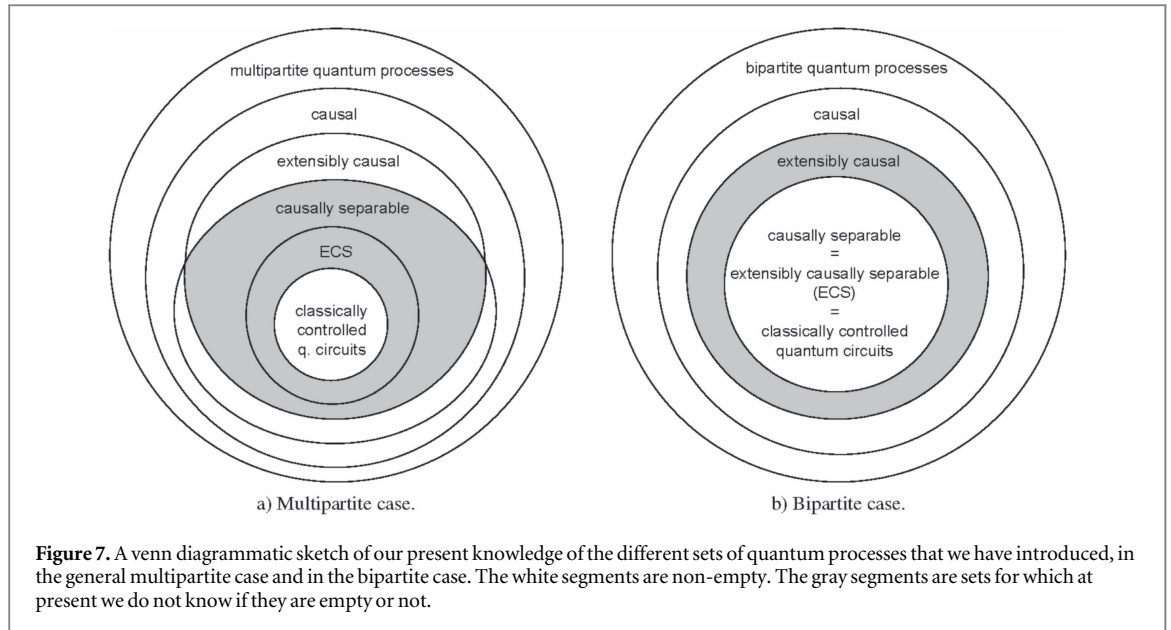 multipartite quantum processes
causal
extensibly causal
causally separable
ECS
classically
controlled
q. circuits
a) Multipartite case.
bipartite quantum processes
causal
extensibly causal
causally separable
=
extensibly causally separable
(ECS)
=
classically controlled
quantum circuits
b) Bipartite case.
Figure 7. A venn diagrammatic sketch of our present knowledge of the different sets of quantum processes that we have introduced, in
the general multipartite case and in the bipartite case. The white segments are non-empty. The gray segments are sets for which at
present we do not know if they are empty or not.